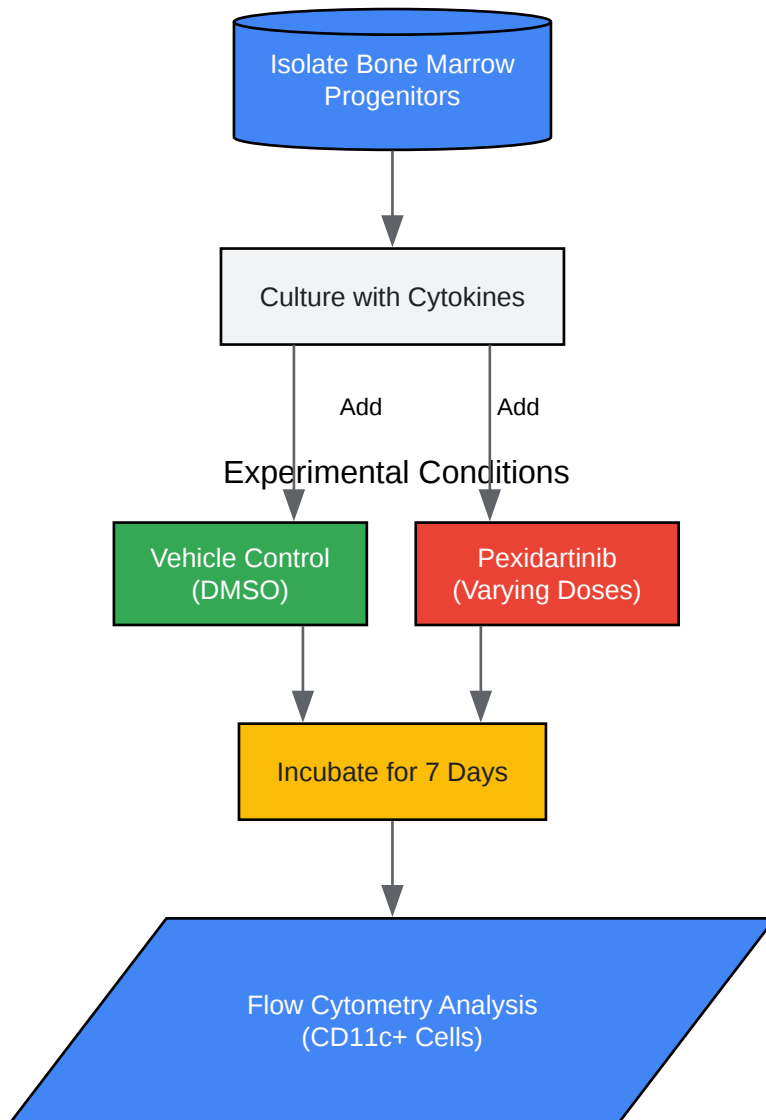 Isolate Bone Marrow
Progenitors
Culture with Cytokines
Add
Add
Experimental Conditions
Vehicle Control
(DMSO)
Pexidartinib
(Varying Doses)
Incubate for 7 Days
Flow Cytometry Analysis
(CD11c+ Cells)